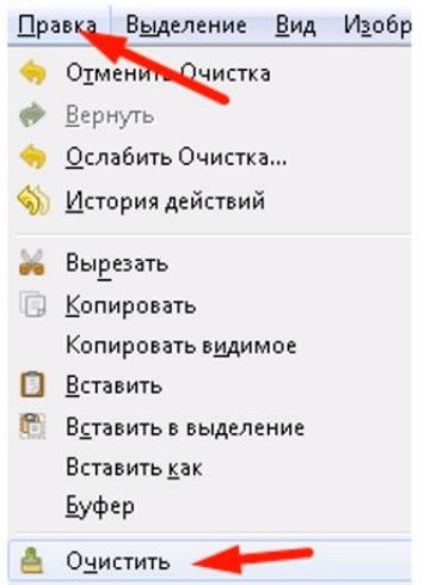 Правка Выделение Вид Изобр
Отменить Очистка
Вернуть
Ослабить Очистка...
История действий
Вырезать
Копировать
Копировать видимое
Вставить
Вставить в выделение
Вставить как
Буфер
Очистить